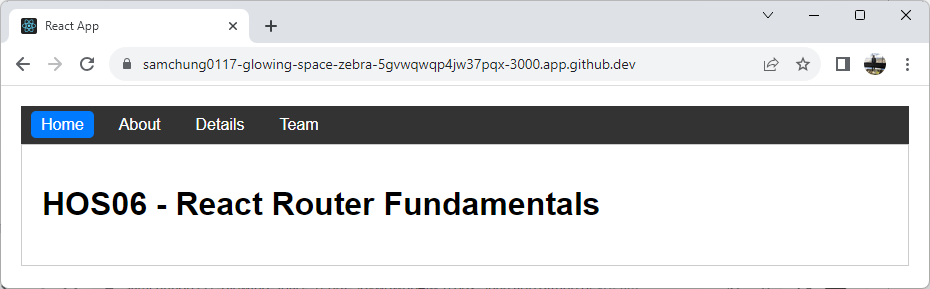 React App
samchung0117-glowing-space-zebra-5gvwqwqp4jw37pqx-3000.app.github.dev
Home About Details Team
HOS06 - React Router Fundamentals